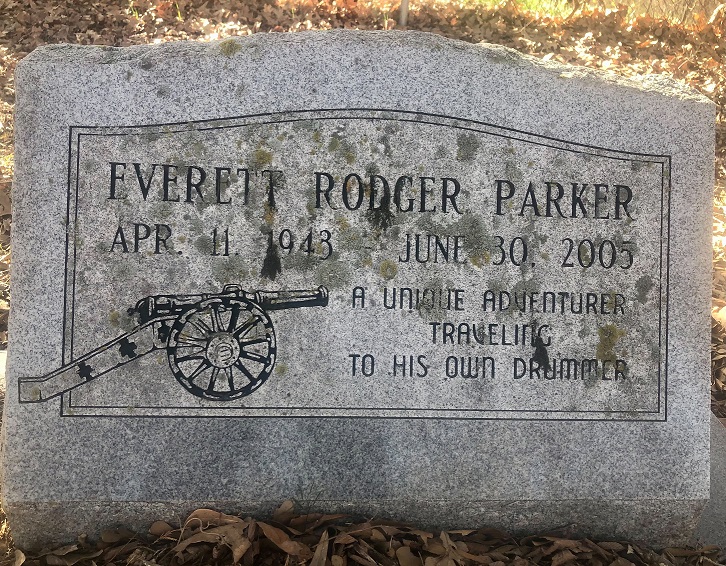 EVERETT RODGER PARKER
APR. 11. 1943 - JUNE 30. 2005
A UNIQUE ADVENTURER
TRAVELING
TO HIS OWN DRUMMER